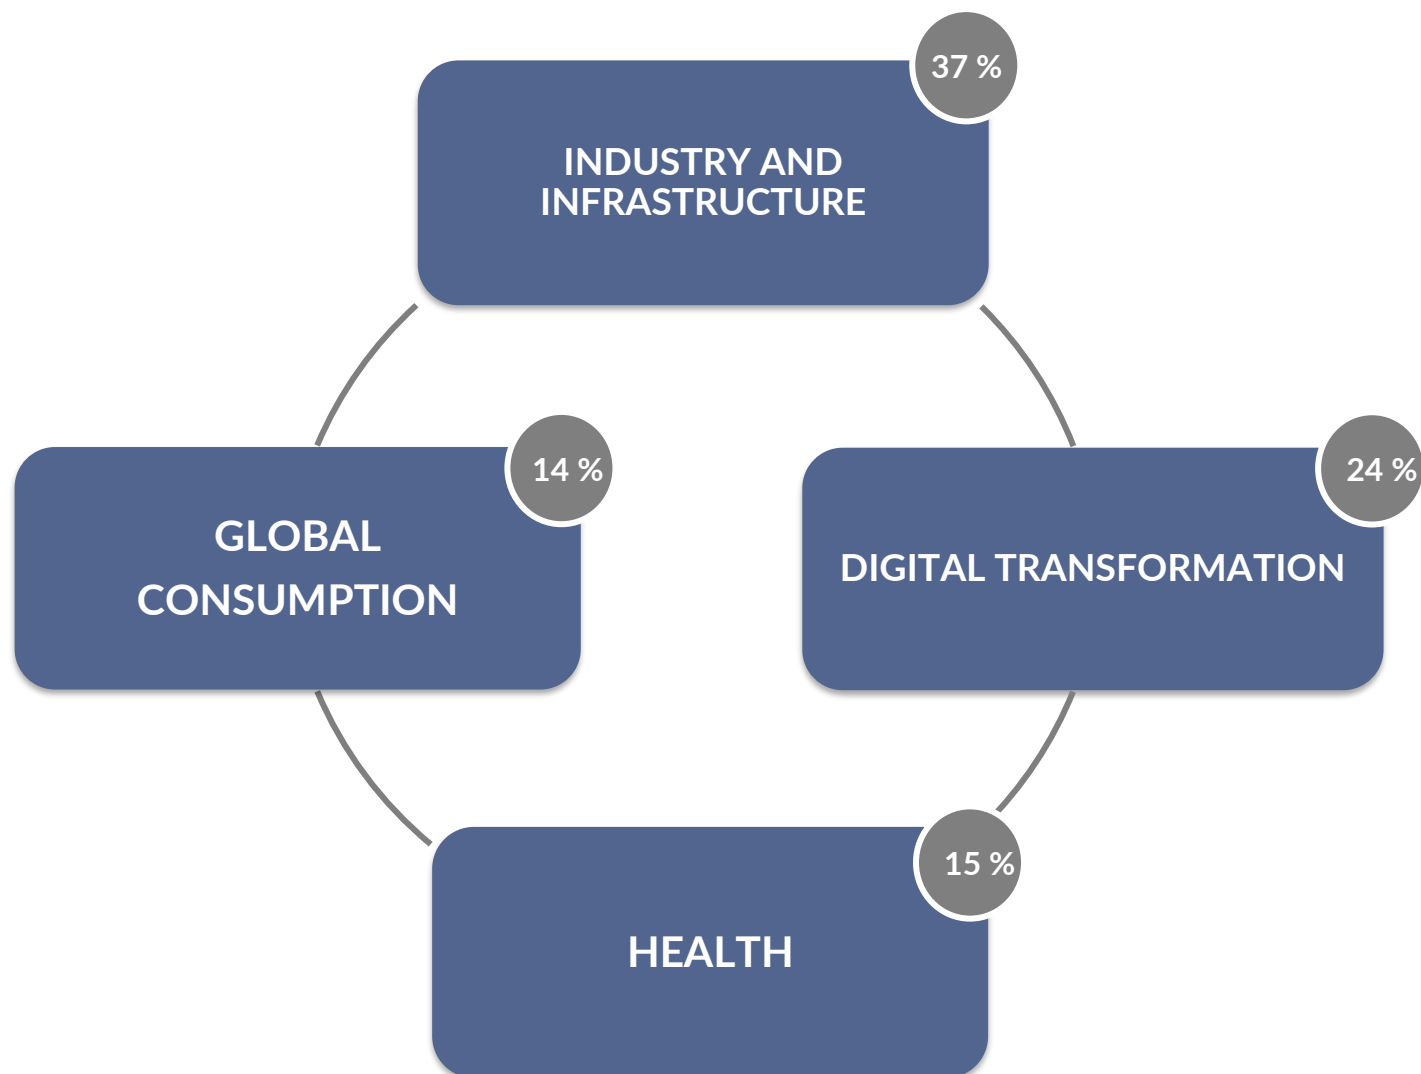 37 %
INDUSTRY AND
INFRASTRUCTURE
14 %
GLOBAL
CONSUMPTION
24 %
DIGITAL TRANSFORMATION
15 %
HEALTH